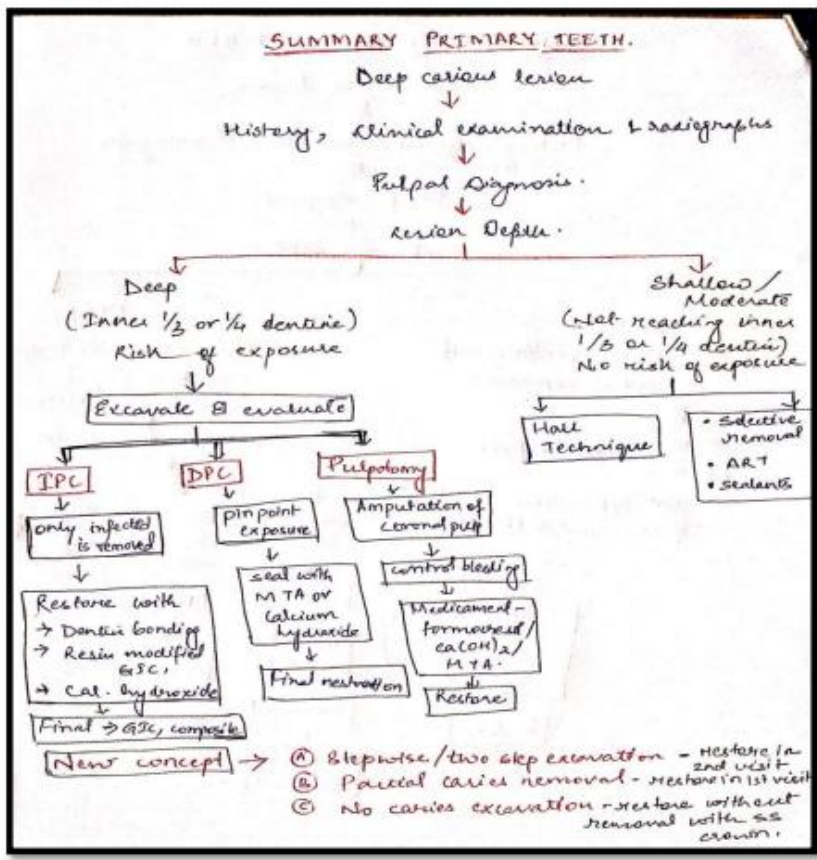 SUMMARY PRIMARY TEETH.
Deep carious lesion
History, clinical examination & radiographs
Pulpal Diagnosis.
Lesion Depth.
Deep
(Inner 1/3 or 1/4 dentine)
Risk of exposure
Shallow/
Moderate
(Not reaching inner
1/3 or 1/4 dentin)
No risk of exposure
Excavate & evaluate
Hall
Technique
• Selective
removal
• ART
• Sealants
IPC
only infected
is removed
Restore with
→ Dentin bonding
→ Resin modified
GIC,
→ Cal. hydroxide
Final → GIC, composite
DPC
pin point
exposure
seal with
MTA or
calcium
hydroxide
Final restoration
Pulpotomy
Amputation of
coronal pulp
control bleeding
Medicament-
formocresol/
ca(OH)2/
MTA.
Restore
New concept → (A) Stepwise/two step excavation - restore in
2nd visit
(B) Partial caries removal - restore in 1st visit
(C) No caries excavation - restore without
removal with ss
crown.